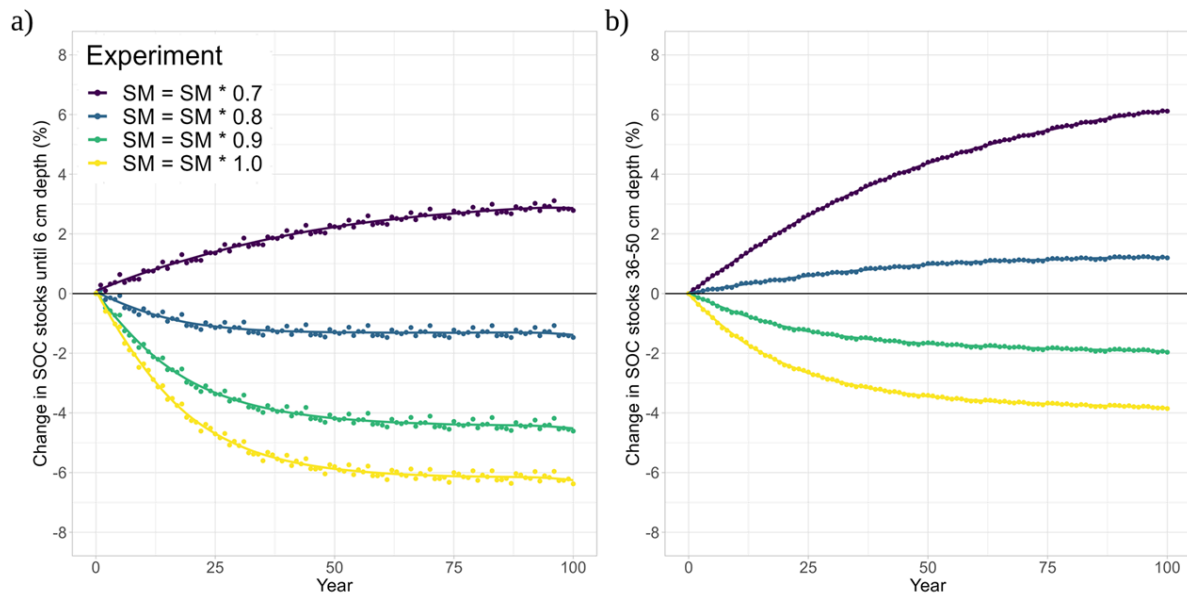 a)
Experiment
SM = SM * 0.7
SM = SM * 0.8
SM = SM * 0.9
SM = SM * 1.0
Change in SOC stocks until 6 cm depth (%)
8
6
4
2
0
-2
-4
-6
-8
0 25 50 75 100
Year
b)
Change in SOC stocks 36-50 cm depth (%)
8
6
4
2
0
-2
-4
-6
-8
0 25 50 75 100
Year